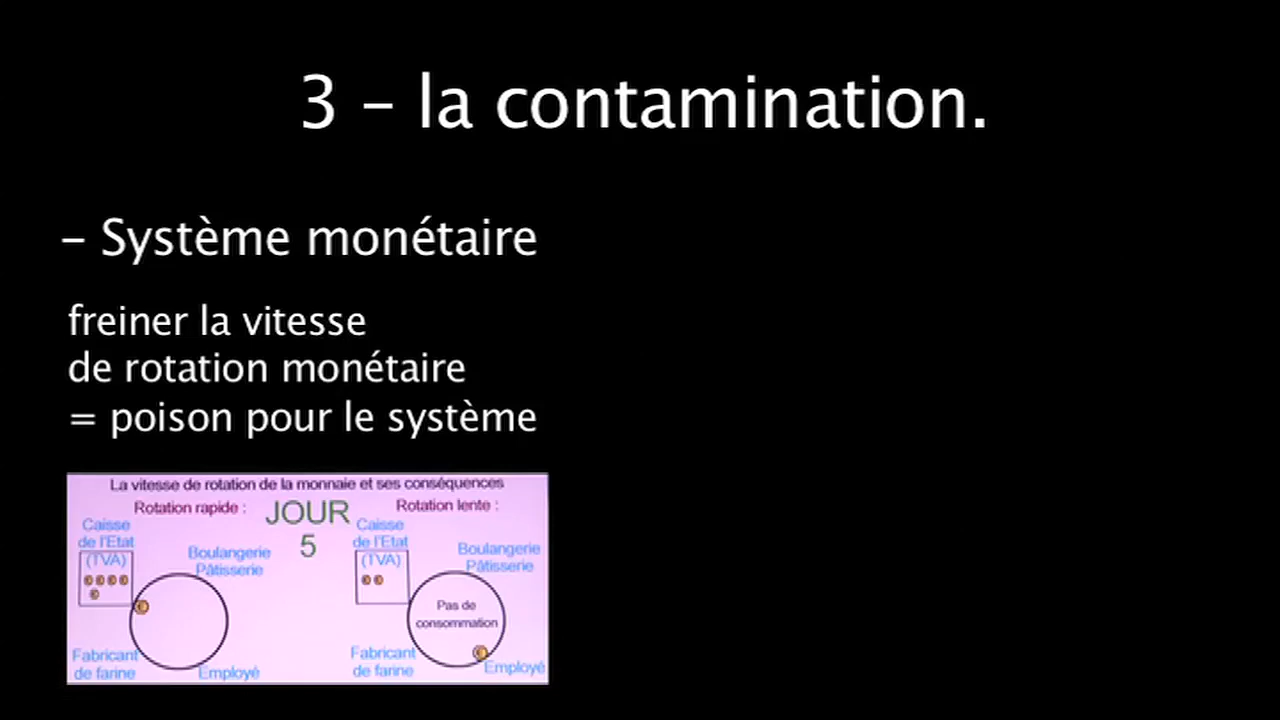 3 – la contamination.
– Système monétaire
freiner la vitesse
de rotation monétaire
= poison pour le système
La vitesse de rotation de la monnaie et ses conséquences
Rotation rapide :
JOUR
5
Rotation lente :
Caisse
de l'Etat
(TVA)
Boulangerie
Pâtisserie
Fabricant
de farine
Employé
Caisse
de l'Etat
(TVA)
Boulangerie
Pâtisserie
Pas de
consommation
Fabricant
de farine
Employé